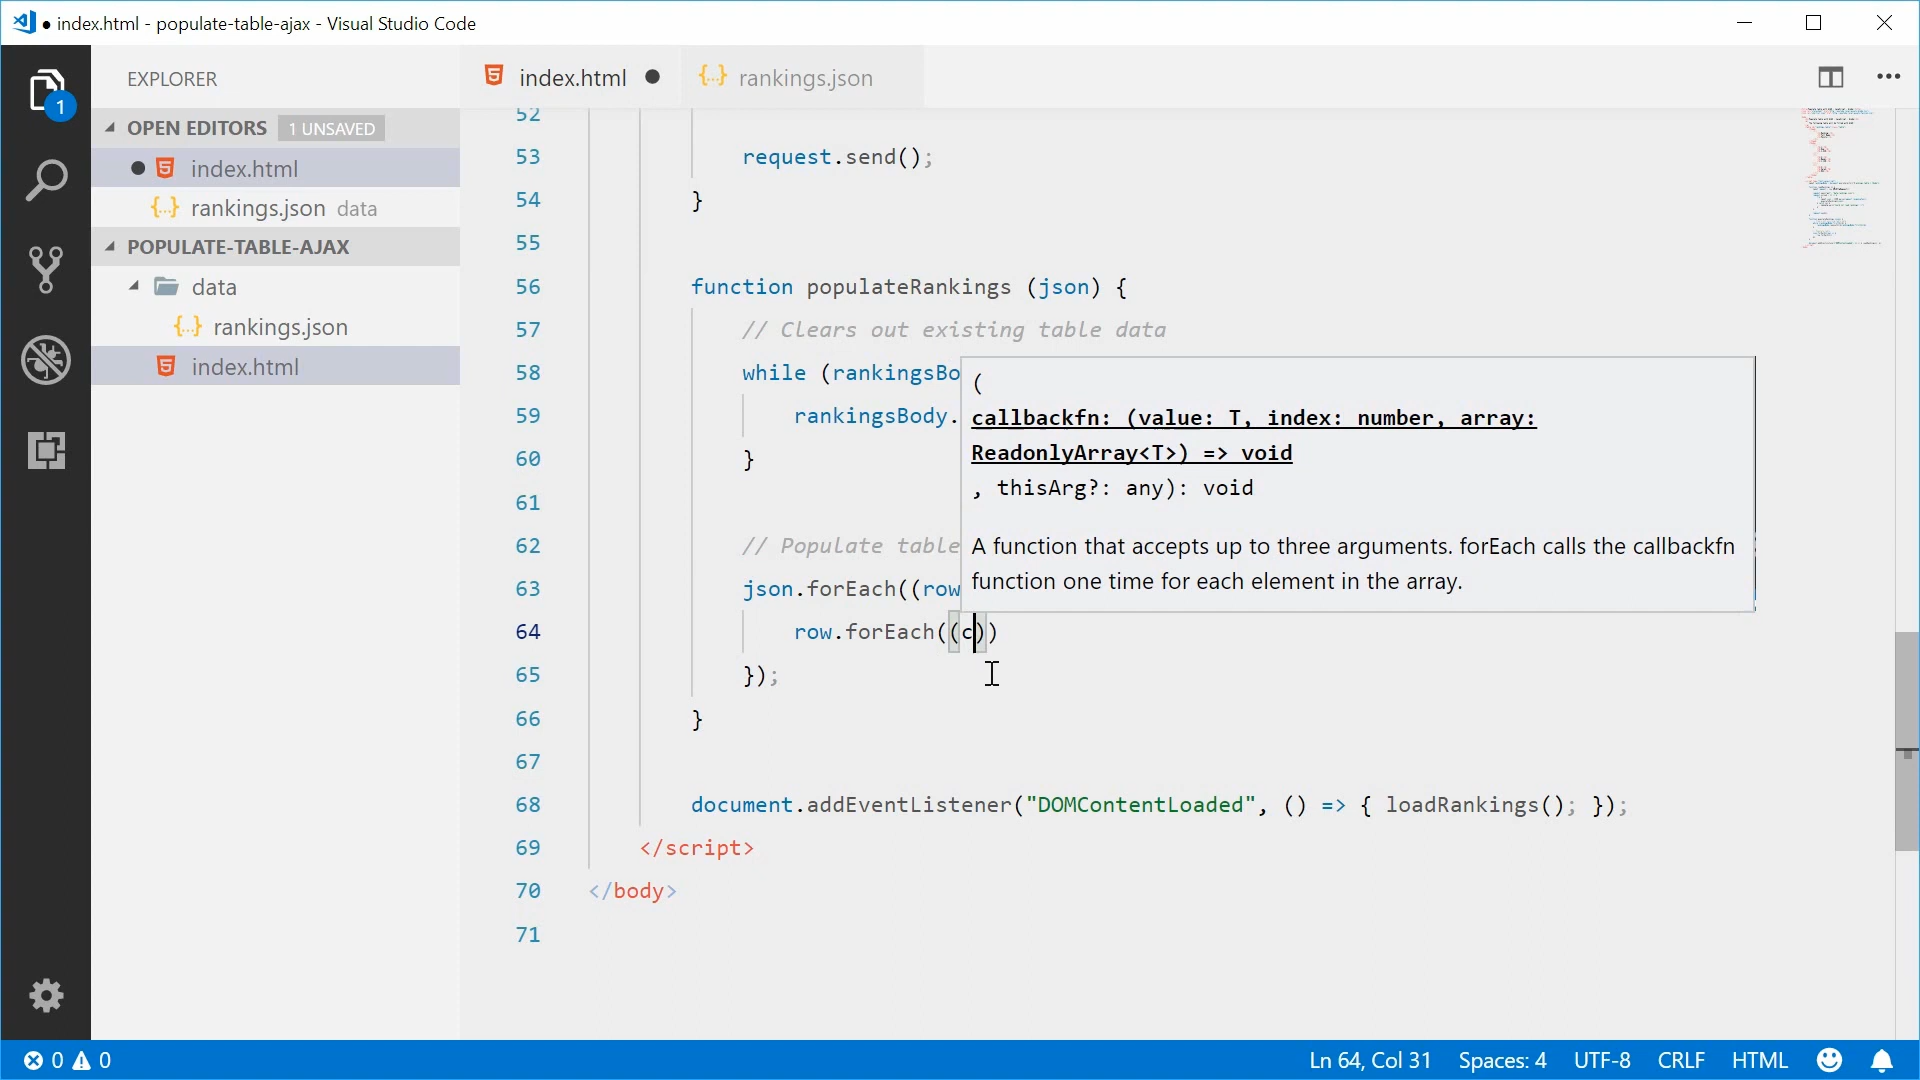 index.html - populate-table-ajax - Visual Studio Code
EXPLORER
index.html
rankings.json
1
OPEN EDITORS 1 UNSAVED
index.html
rankings.json data
POPULATE-TABLE-AJAX
data
rankings.json
index.html
52
53 request.send();
54 }
55
56 function populateRankings (json) {
57 // Clears out existing table data
58 while (rankingsBo
59 rankingsBody.
60 }
61
62 // Populate table
63 json.forEach((row
64 row.forEach((c))
65 });
66 }
67
68 document.addEventListener("DOMContentLoaded", () => { loadRankings(); });
69 </script>
70 </body>
71
(
callbackfn: (value: T, index: number, array:
ReadonlyArray<T>) => void
, thisArg?: any): void
A function that accepts up to three arguments. forEach calls the callbackfn
function one time for each element in the array.
0 0
Ln 64, Col 31 Spaces: 4 UTF-8 CRLF HTML